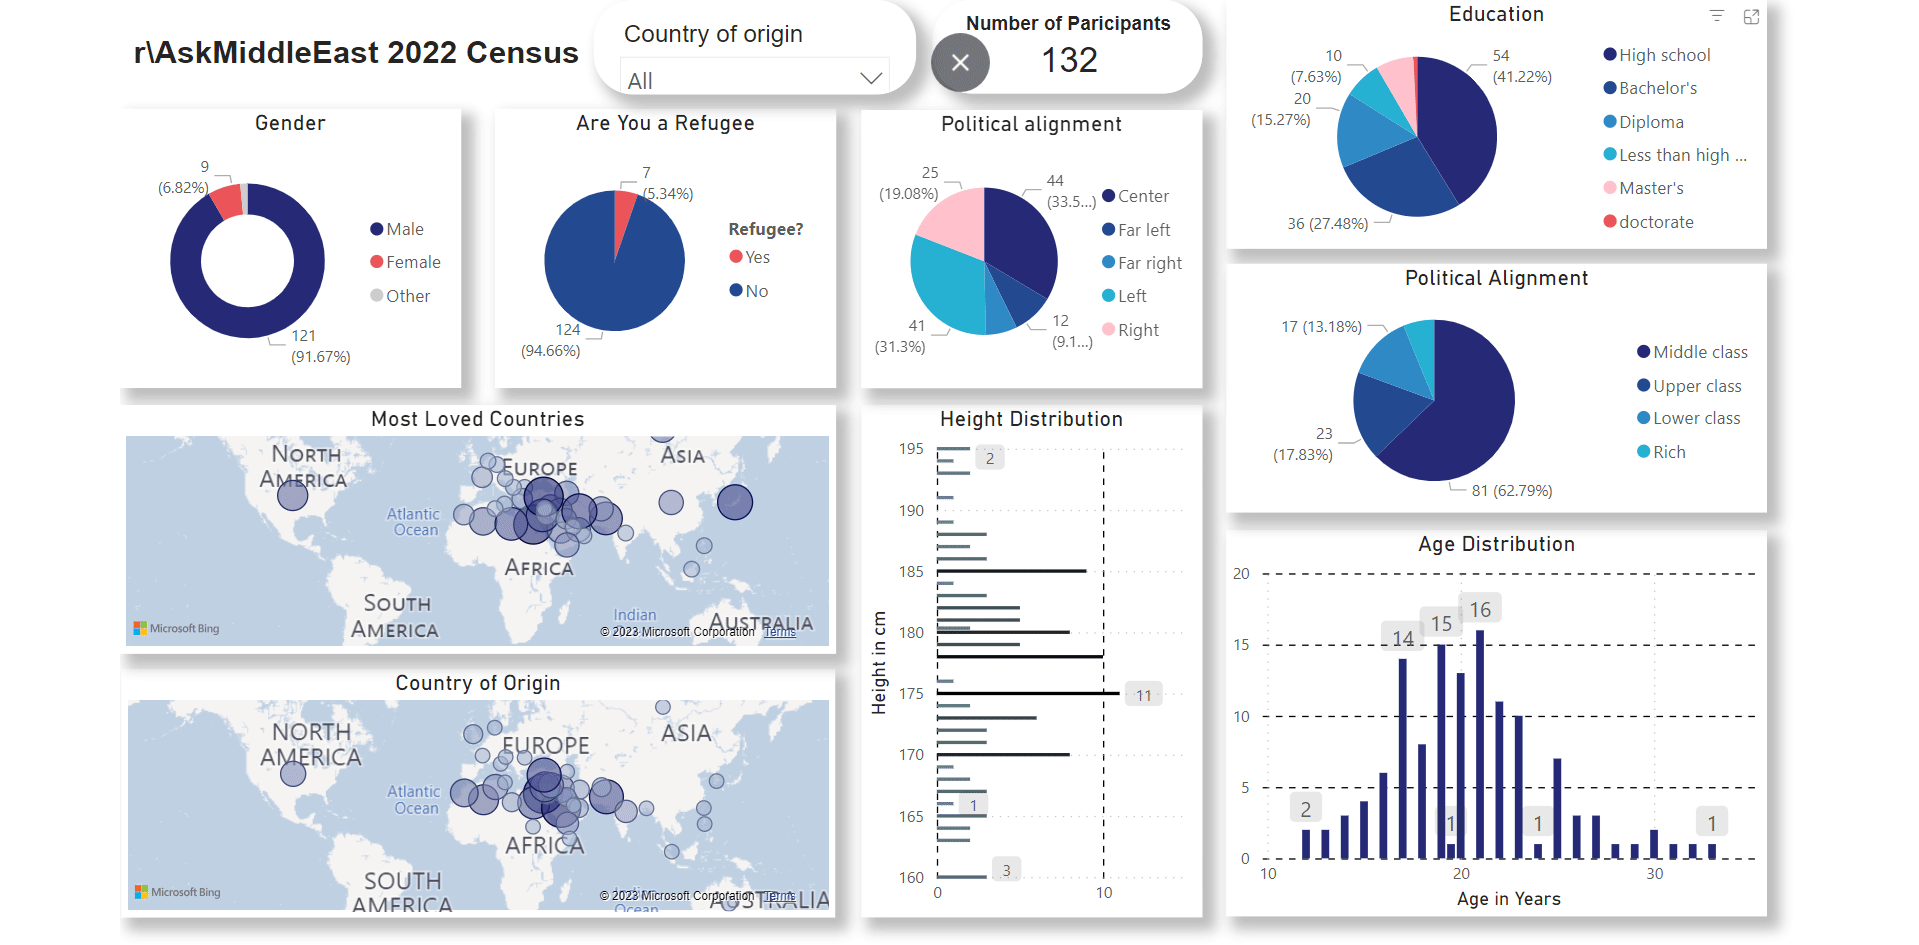 r\AskMiddleEast 2022 Census
Country of origin
All
Number of Paricipants
132
Education
54
(41.22%)
36 (27.48%)
20
(15.27%)
10
(7.63%)
High school
Bachelor's
Diploma
Less than high ...
Master's
doctorate
Gender
9
(6.82%)
121
(91.67%)
Male
Female
Other
Are You a Refugee
7
(5.34%)
124
(94.66%)
Refugee?
Yes
No
Political alignment
25
(19.08%)
44
(33.5...)
12
(9.1...)
41
(31.3%)
Center
Far left
Far right
Left
Right
Political Alignment
17 (13.18%)
23
(17.83%)
81 (62.79%)
Middle class
Upper class
Lower class
Rich
Most Loved Countries
NORTH
AMERICA
EUROPE
ASIA
Atlantic
Ocean
AFRICA
SOUTH
AMERICA
Indian
AUSTRALIA
Microsoft Bing
© 2023 Microsoft Corporation Terms
Country of Origin
NORTH
AMERICA
EUROPE
ASIA
Atlantic
Ocean
AFRICA
SOUTH
AMERICA
Indian
Ocean
AUSTRALIA
Microsoft Bing
© 2023 Microsoft Corporation Terms
Height Distribution
Height in cm
195
190
185
180
175
170
165
160
2
11
1
3
0
10
Age Distribution
20
15
10
5
0
2
14
15
1
16
1
1
10
20
30
Age in Years